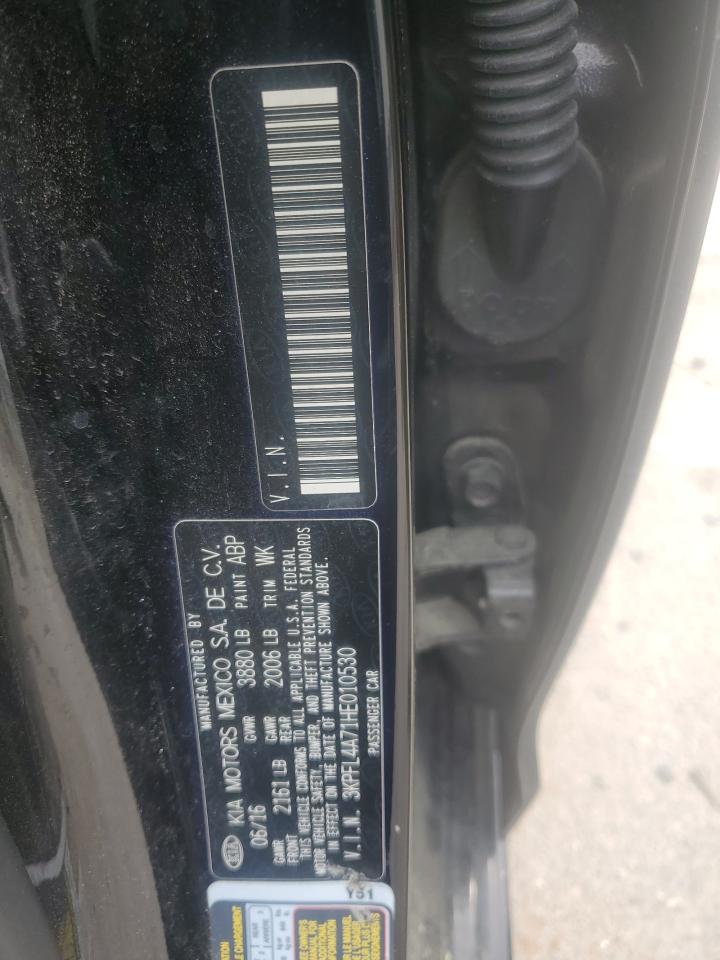 V.I.N.
MANUFACTURED BY
KIA MOTORS MEXICO S.A. DE C.V.
06/16 GVWR 3880 LB PAINT ABP
GAWR FRONT 2161 LB GAWR REAR 2006 LB TRIM WK
THIS VEHICLE CONFORMS TO ALL APPLICABLE U.S.A. FEDERAL
MOTOR VEHICLE SAFETY, BUMPER, AND THEFT PREVENTION STANDARDS
IN EFFECT ON THE DATE OF MANUFACTURE SHOWN ABOVE.
V.I.N. 3KPFL4A71HE010530
PASSENGER CAR
KIA